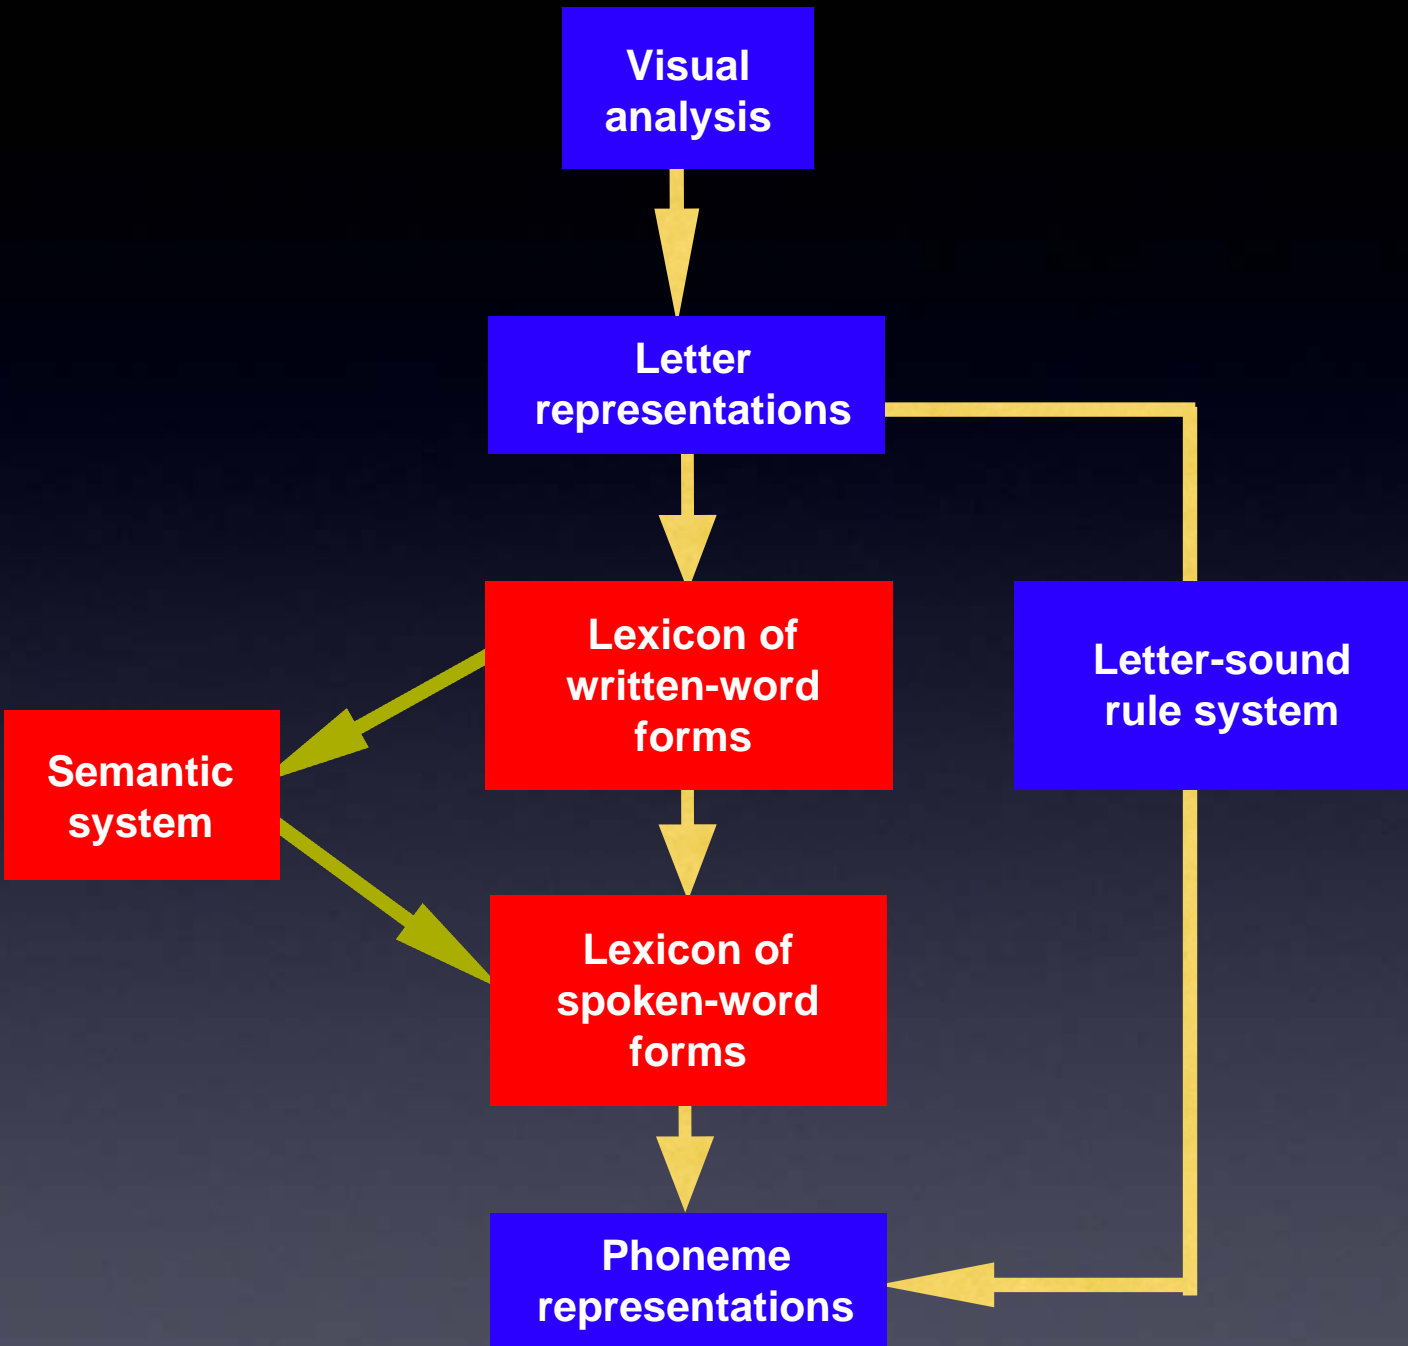 Visual
analysis
Letter
representations
Lexicon of
written-word
forms
Letter-sound
rule system
Semantic
system
Lexicon of
spoken-word
forms
Phoneme
representations